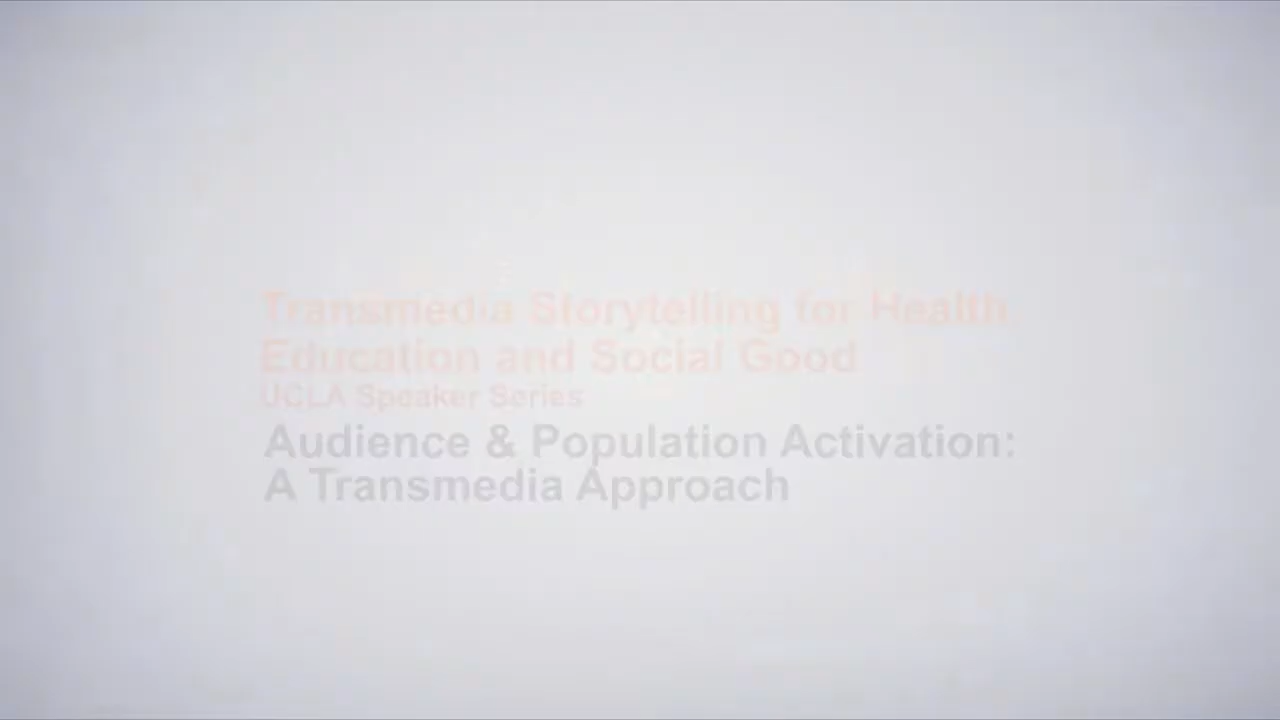 Transmedia Storytelling for Health,
Education and Social Good
UCLA Speaker Series
Audience & Population Activation:
A Transmedia Approach